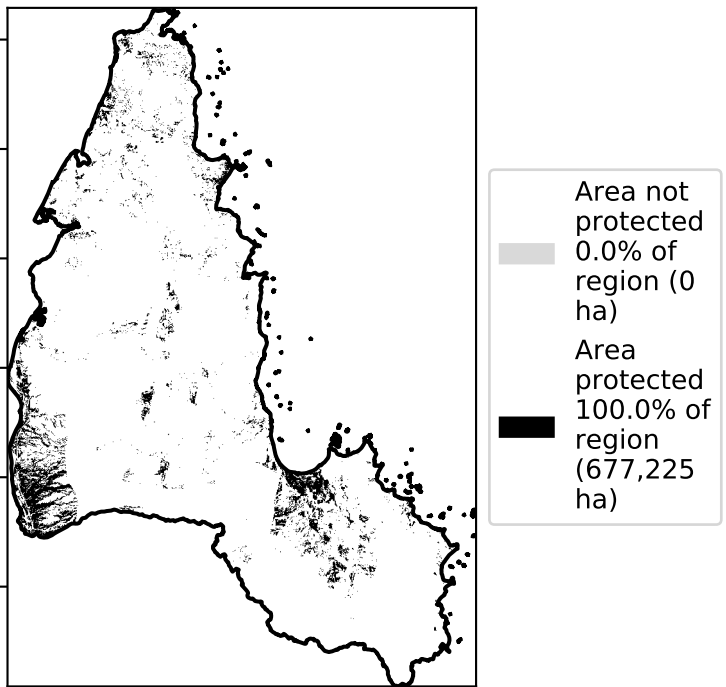 Area not
protected
0.0% of
region (0
ha)
Area
protected
100.0% of
region
(677,225
ha)